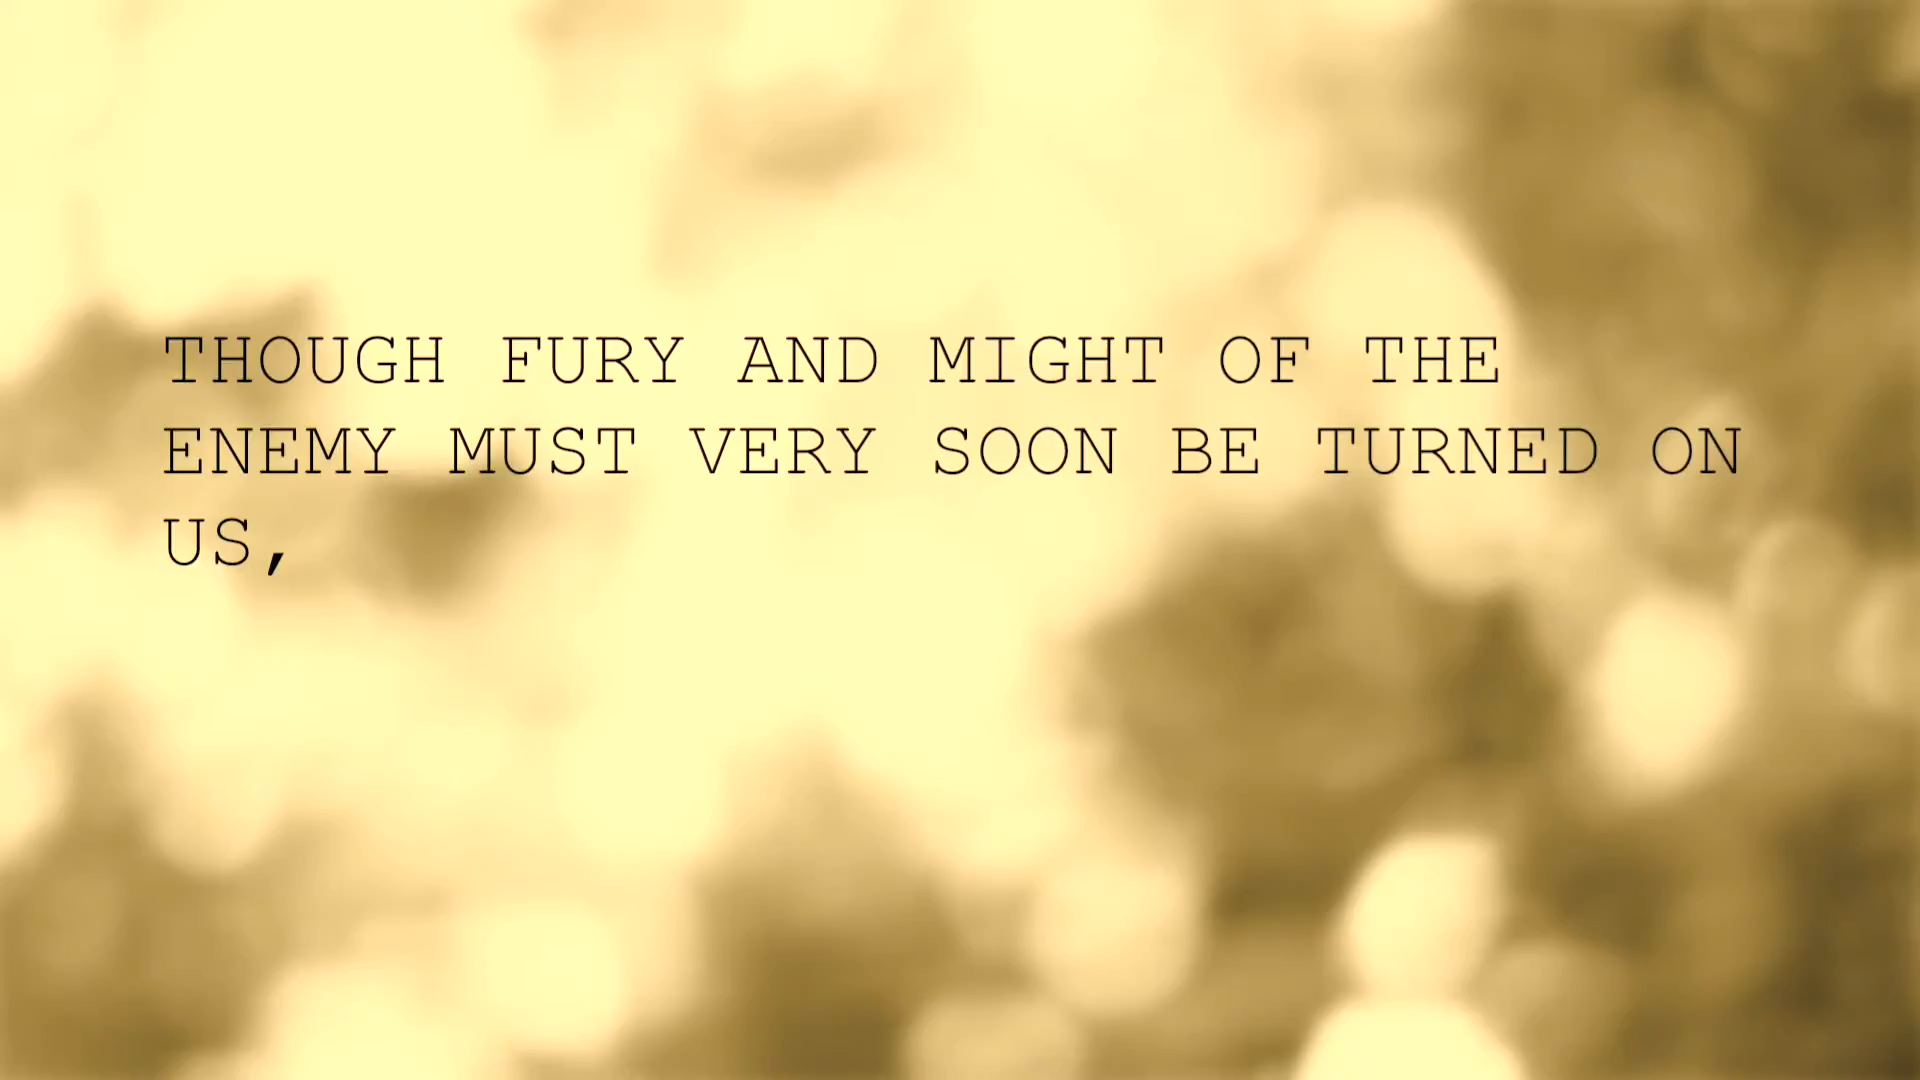 THOUGH FURY AND MIGHT OF THE
ENEMY MUST VERY SOON BE TURNED ON
US,